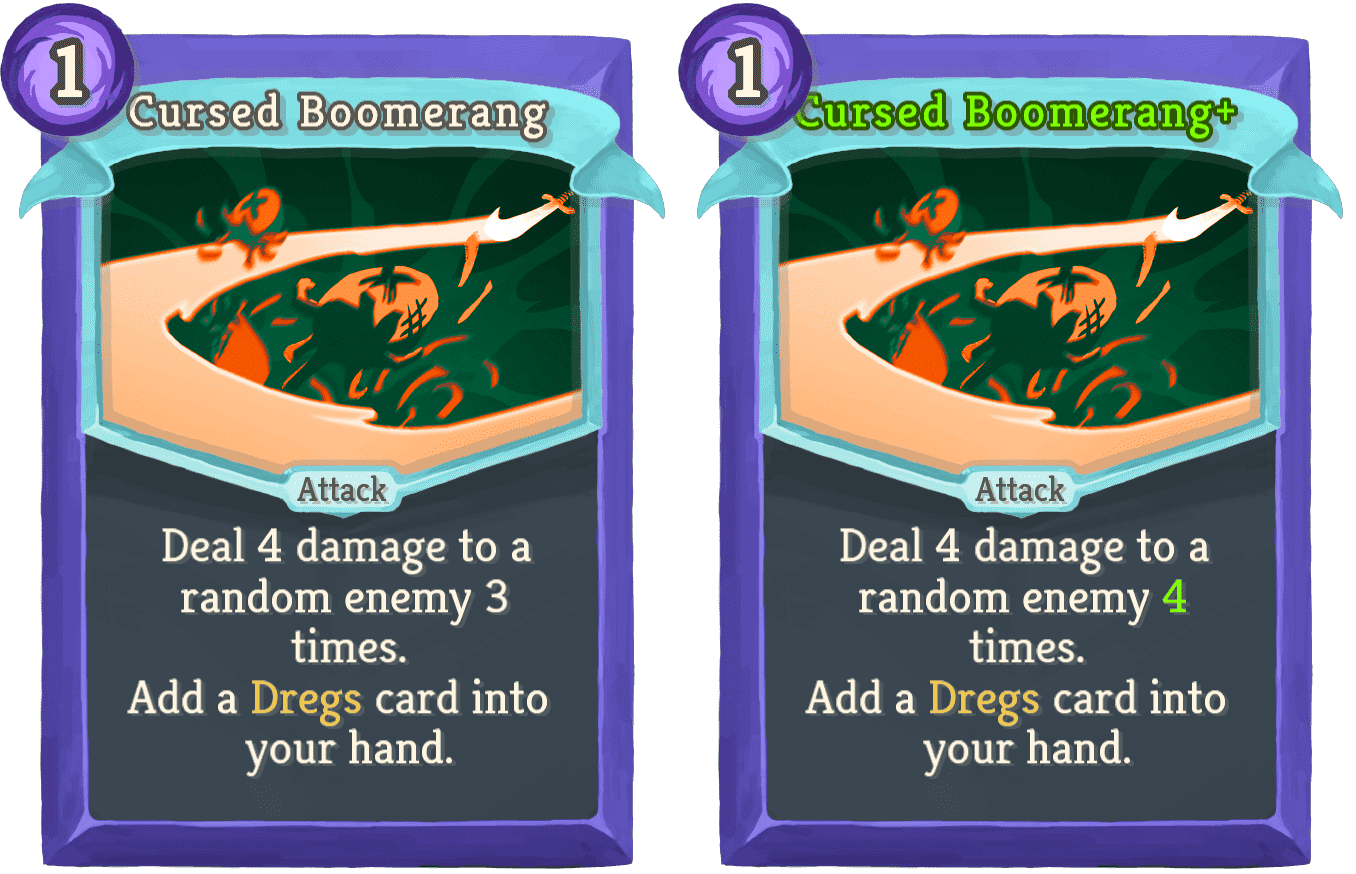 1
Cursed Boomerang
Attack
Deal 4 damage to a
random enemy 3
times.
Add a Dregs card into
your hand.
1
Cursed Boomerang+
Attack
Deal 4 damage to a
random enemy 4
times.
Add a Dregs card into
your hand.